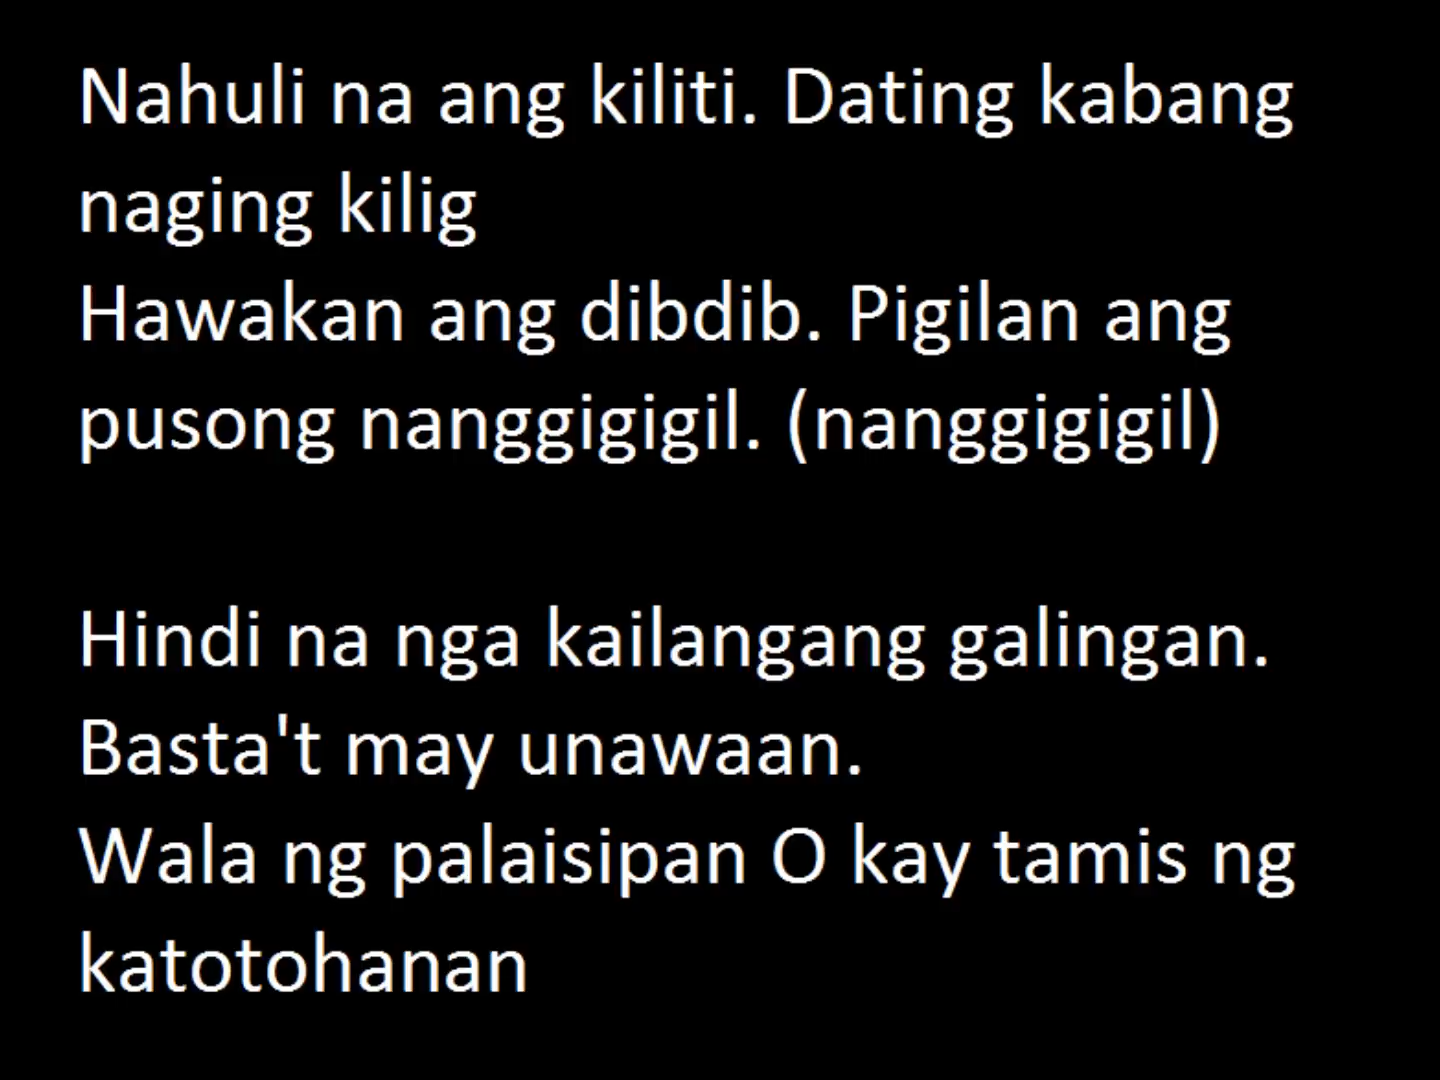 Nahuli na ang kiliti. Dating kabang
naging kilig
Hawakan ang dibdib. Pigilan ang
pusong nanggigigil. (nanggigigil)
Hindi na nga kailangang galingan.
Basta't may unawaan.
Wala ng palaisipan O kay tamis ng
katotohanan